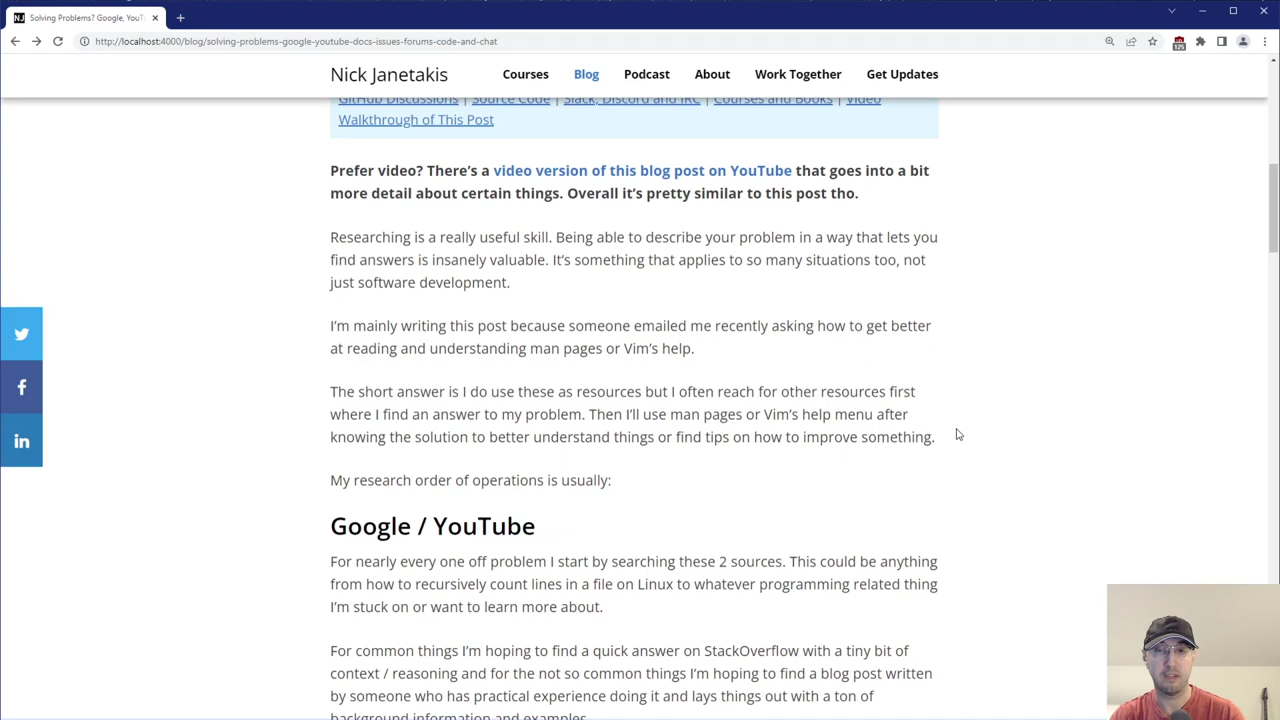 Solving Problems? Google, YouT
http://localhost:4000/blog/solving-problems-google-youtube-docs-issues-forums-code-and-chat
125
Nick Janetakis
Courses
Blog
Podcast
About
Work Together
Get Updates
GitHub Discussions | Source Code | Slack, Discord and IRC | Courses and Books | Video
Walkthrough of This Post
Prefer video? There’s a video version of this blog post on YouTube that goes into a bit
more detail about certain things. Overall it’s pretty similar to this post tho.
Researching is a really useful skill. Being able to describe your problem in a way that lets you
find answers is insanely valuable. It’s something that applies to so many situations too, not
just software development.
I’m mainly writing this post because someone emailed me recently asking how to get better
at reading and understanding man pages or Vim’s help.
The short answer is I do use these as resources but I often reach for other resources first
where I find an answer to my problem. Then I’ll use man pages or Vim’s help menu after
knowing the solution to better understand things or find tips on how to improve something.
My research order of operations is usually:
Google / YouTube
For nearly every one off problem I start by searching these 2 sources. This could be anything
from how to recursively count lines in a file on Linux to whatever programming related thing
I’m stuck on or want to learn more about.
For common things I’m hoping to find a quick answer on StackOverflow with a tiny bit of
context / reasoning and for the not so common things I’m hoping to find a blog post written
by someone who has practical experience doing it and lays things out with a ton of
background information and examples.